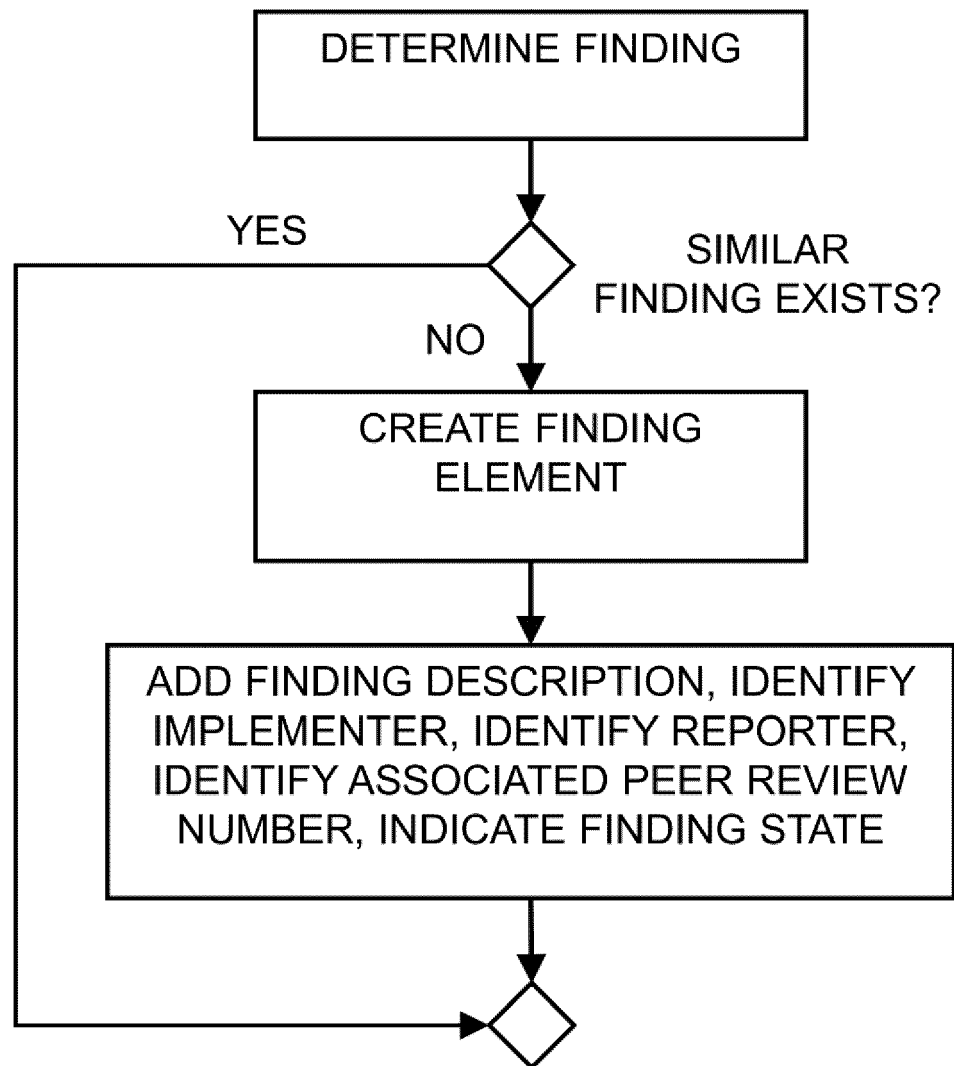 DETERMINE FINDING
YES
SIMILAR
FINDING EXISTS?
NO
CREATE FINDING
ELEMENT
ADD FINDING DESCRIPTION, IDENTIFY
IMPLEMENTER, IDENTIFY REPORTER,
IDENTIFY ASSOCIATED PEER REVIEW
NUMBER, INDICATE FINDING STATE